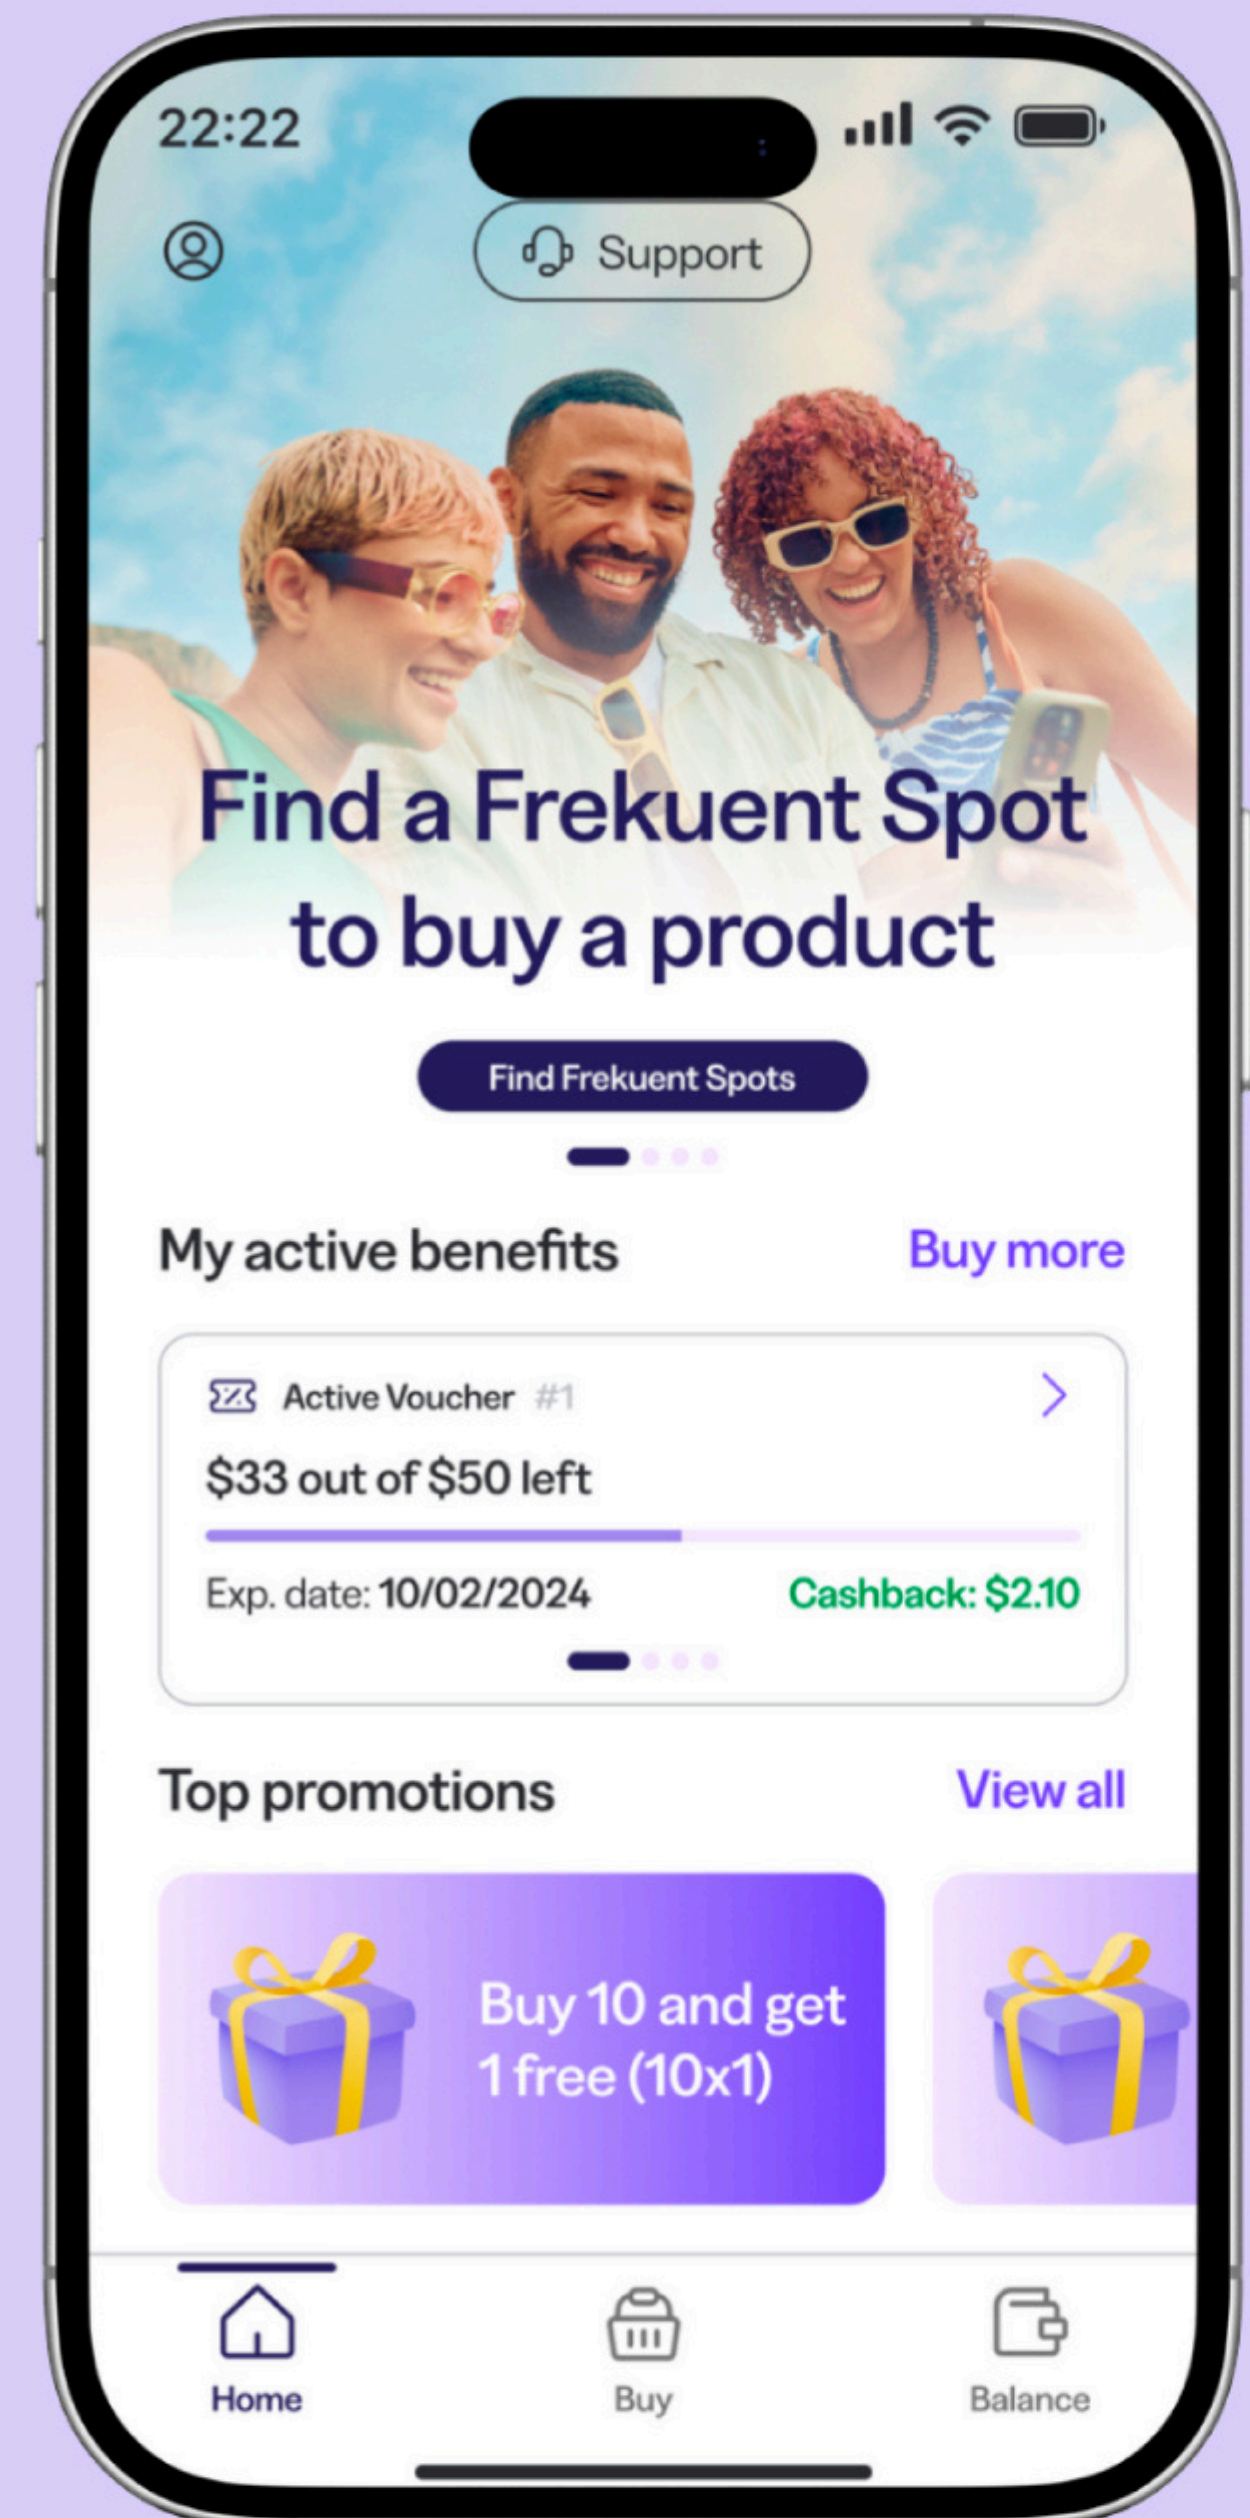 22:22
Support
Find a Frekuent Spot
to buy a product
Find Frekuent Spots
My active benefits
Buy more
Active Voucher #1
$33 out of $50 left
Exp. date: 10/02/2024
Cashback: $2.10
Top promotions
View all
Buy 10 and get
1 free (10x1)
Home
Buy
Balance